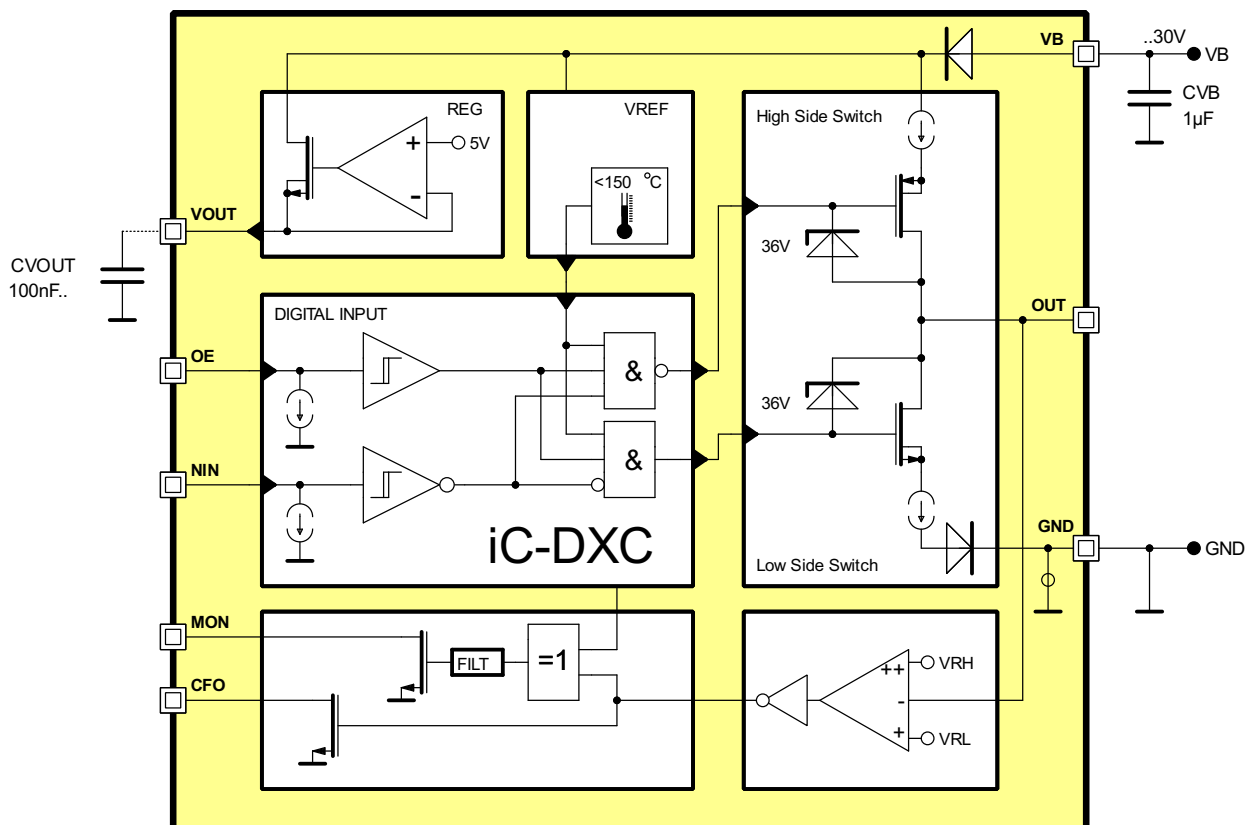 VB
..30V
VB
REG
VREF
High Side Switch
CVB
1µF
+
5V
-
<150 °C
VOUT
36V
CVOUT
100nF..
DIGITAL INPUT
OUT
OE
&
36V
NIN
&
iC-DXC
GND
GND
Low Side Switch
MON
FILT
=1
++
VRH
CFO
-
+
VRL